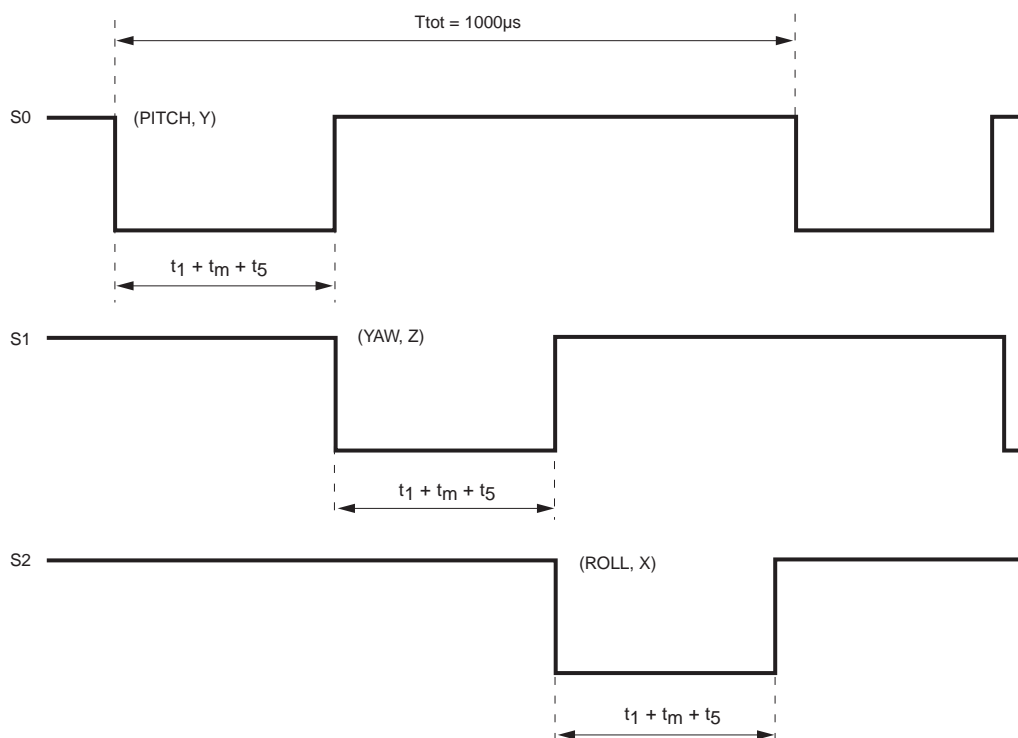 Ttot = 1000µs
S0 (PITCH, Y)
t1 + tm + t5
S1 (YAW, Z)
t1 + tm + t5
S2 (ROLL, X)
t1 + tm + t5